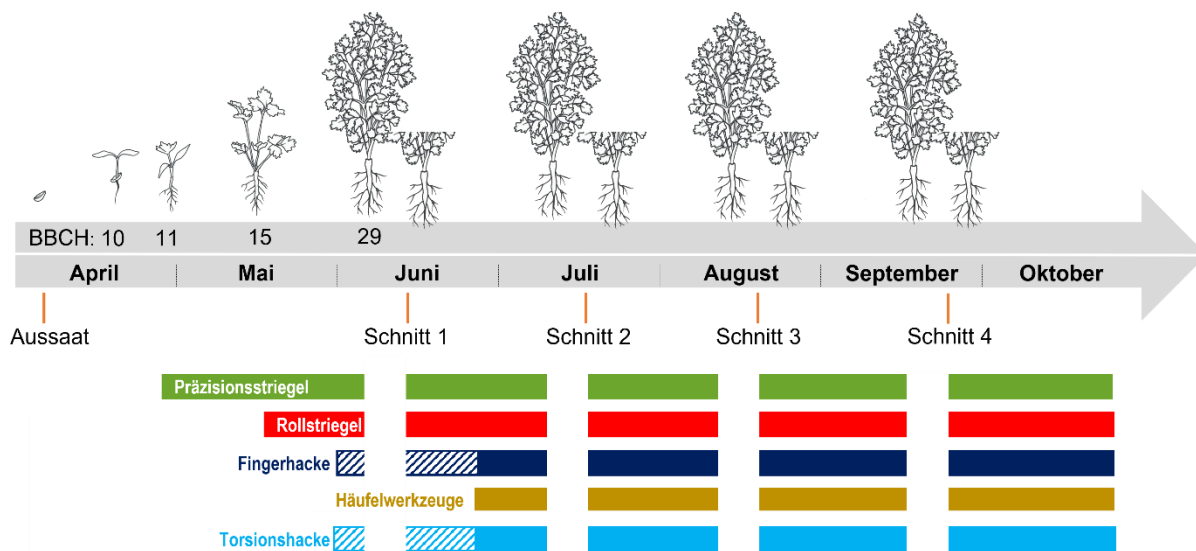 BBCH: 10 11 15 29
April Mai Juni Juli August September Oktober
Aussaat Schnitt 1 Schnitt 2 Schnitt 3 Schnitt 4
Präzisionsstriegel
Rollstriegel
Fingerhacke
Häufelwerkzeuge
Torsionshacke